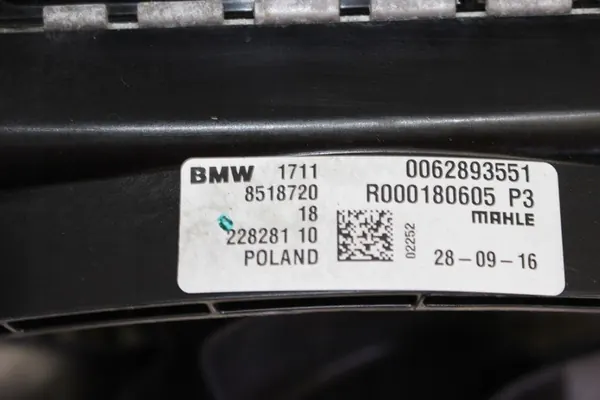 BMW 1711 0062893551
8518720 R000180605 P3
18 MAHLE
228281 10 02252
POLAND 28-09-16